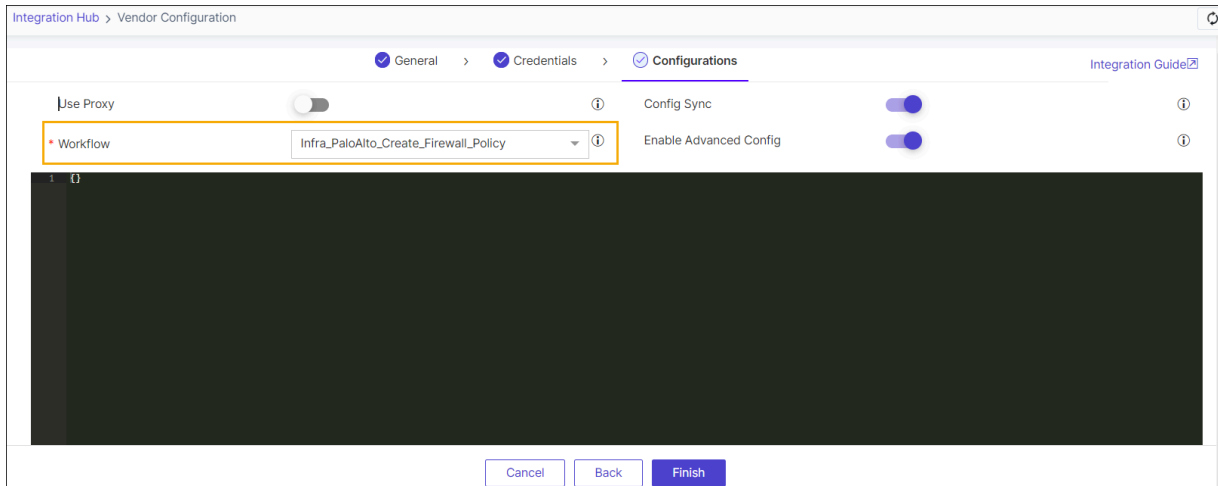 Integration Hub > Vendor Configuration
General > Credentials > Configurations
Integration Guide
Use Proxy
Config Sync
* Workflow
Infra_PaloAlto_Create_Firewall_Policy
Enable Advanced Config
1 {}
Cancel Back Finish